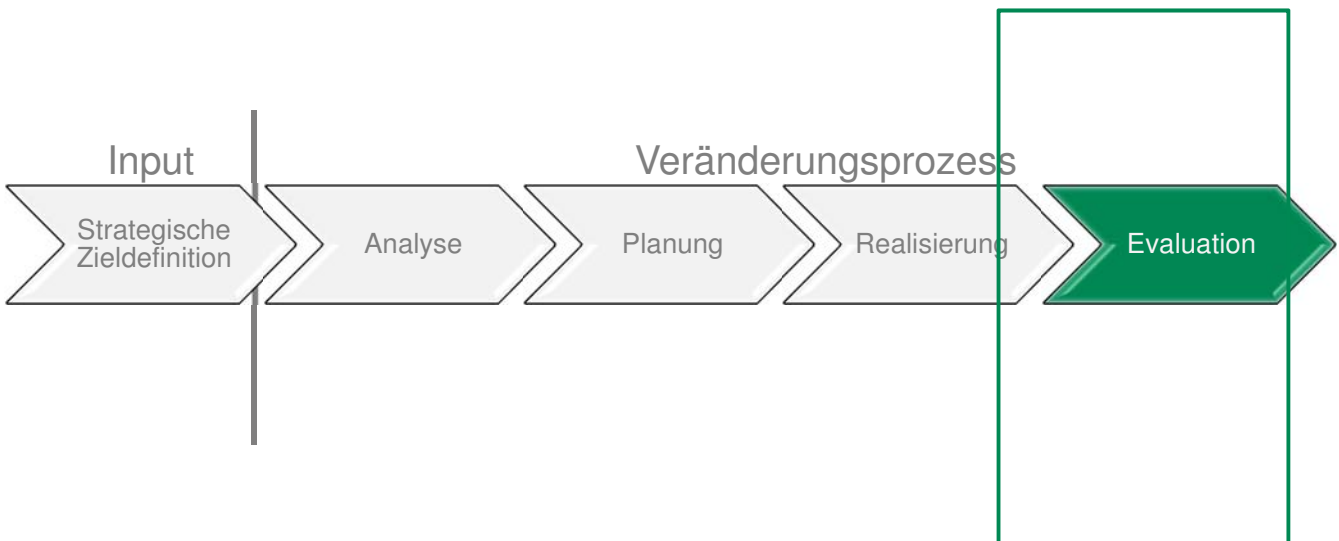 Input
Veränderungsprozess
Strategische
Zieldefinition
Analyse
Planung
Realisierung
Evaluation